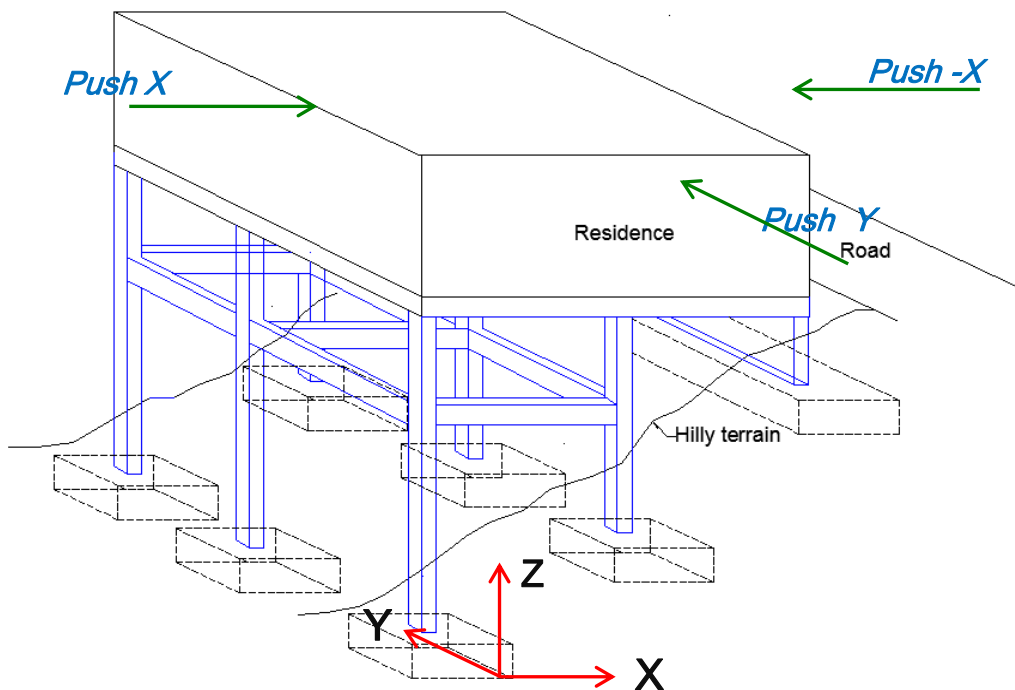 Push X
Push -X
Push Y
Residence
Road
Hilly terrain
Z
Y
X